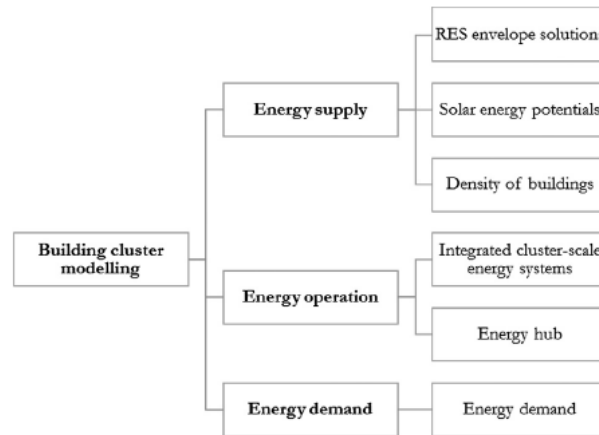 RES envelope solution
Energy supply
Solar energy potentials
Density of buildings
Building cluster
modelling
Integrated cluster-scale
energy systems
Energy operation
Energy hub
Energy demand
Energy demand